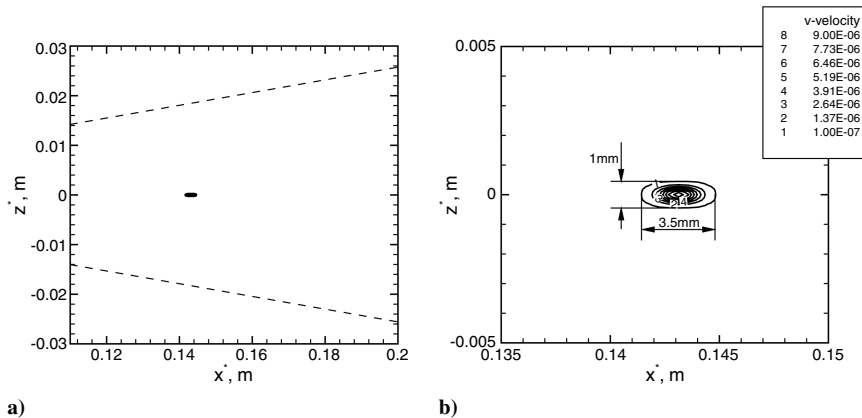 0.03
0.02
0.01
0
-0.01
-0.02
-0.03
z*, m
0.12
0.14
0.16
0.18
0.2
x*, m
a)
v-velocity
8 9.00E-06
7 7.73E-06
6 6.46E-06
5 5.19E-06
4 3.91E-06
3 2.64E-06
2 1.37E-06
1 1.00E-07
0.005
0
-0.005
z*, m
1mm
3.5mm
0.135
0.14
0.145
0.15
x*, m
b)